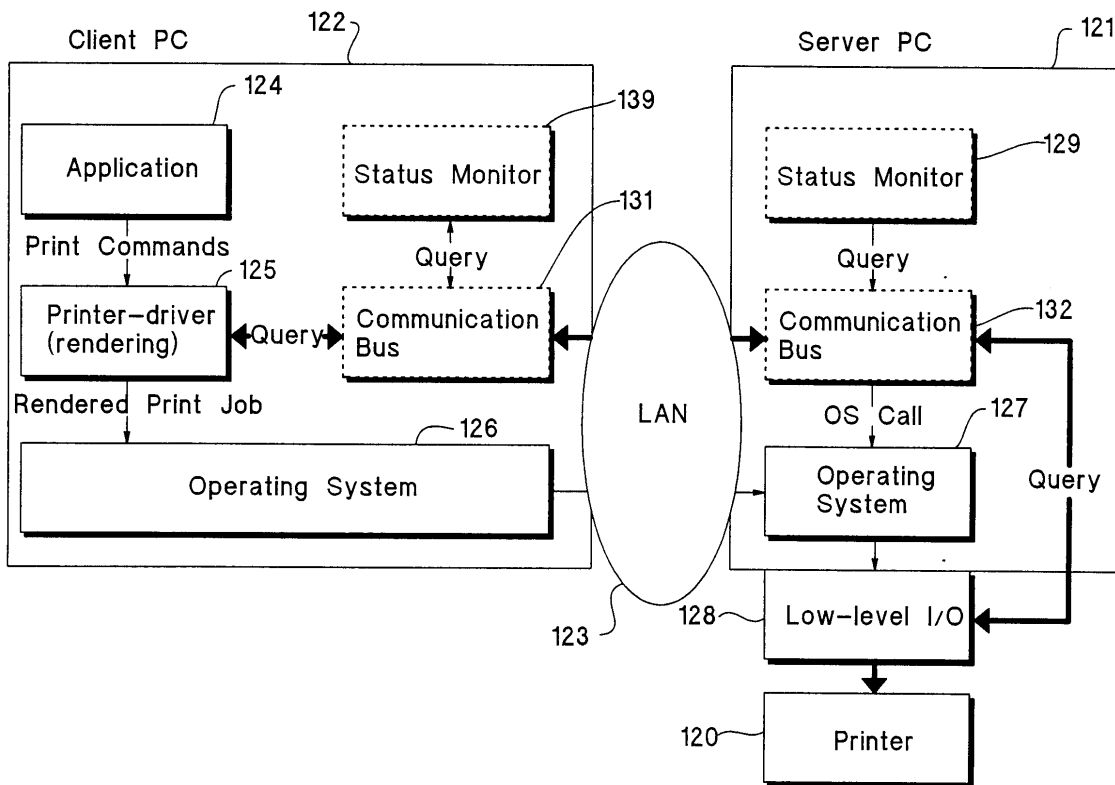 Client PC
122
Server PC
121
124
139
129
Application
Status Monitor
Status Monitor
131
Print Commands
Query
Query
125
132
Printer-driver
(rendering)
Query
Communication
Bus
Communication
Bus
Rendered Print Job
LAN
OS Call
127
126
Operating System
Operating
System
Query
123
128
Low-level I/O
120
Printer